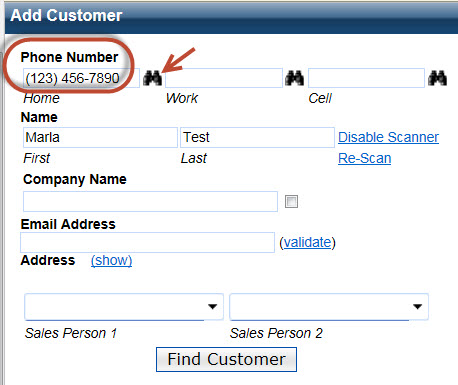 Add Customer
Phone Number
(123) 456-7890
Home Work Cell
Name
Marla Test Disable Scanner
First Last Re-Scan
Company Name
Email Address
(validate)
Address (show)
Sales Person 1 Sales Person 2
Find Customer